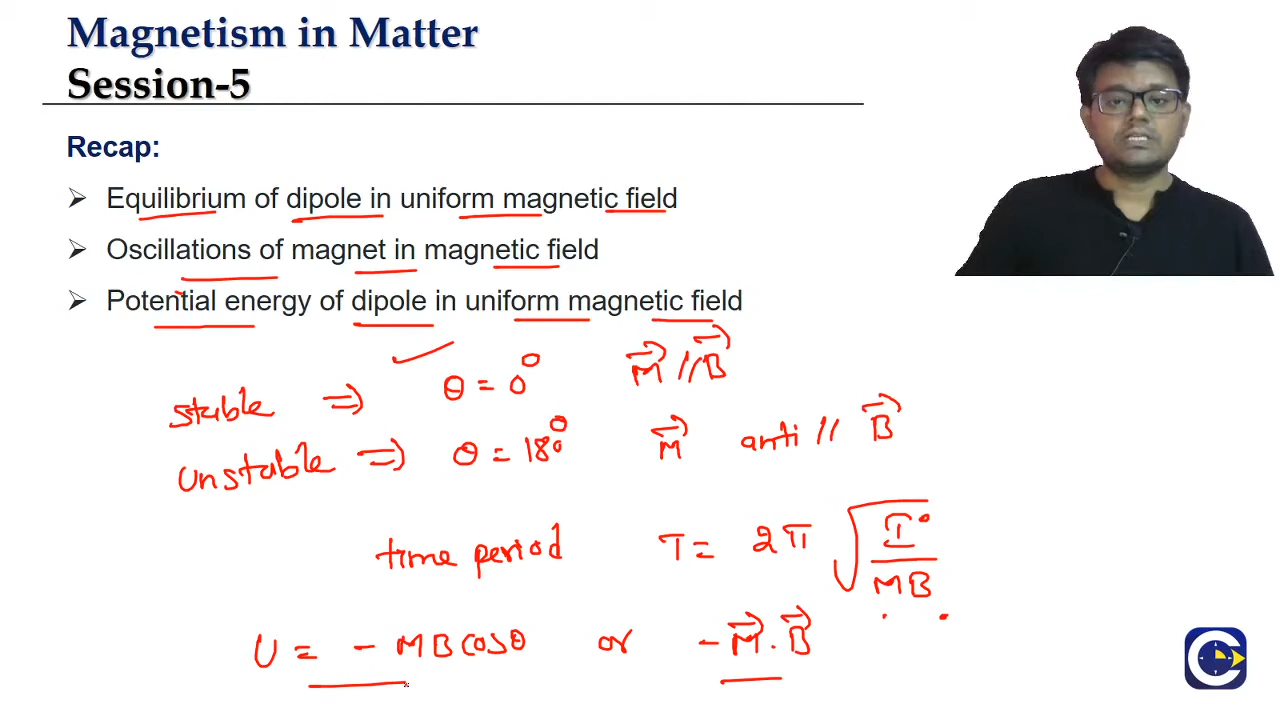 Magnetism in Matter
Session-5
Recap:
➤ Equilibrium of dipole in uniform magnetic field
➤ Oscillations of magnet in magnetic field
➤ Potential energy of dipole in uniform magnetic field
stable ⇒ θ = 0° M⃗ // B⃗
unstable ⇒ θ = 180° M⃗ anti // B⃗
time period T = 2π √(I/MB)
U = - MB cosθ or - M⃗ . B⃗